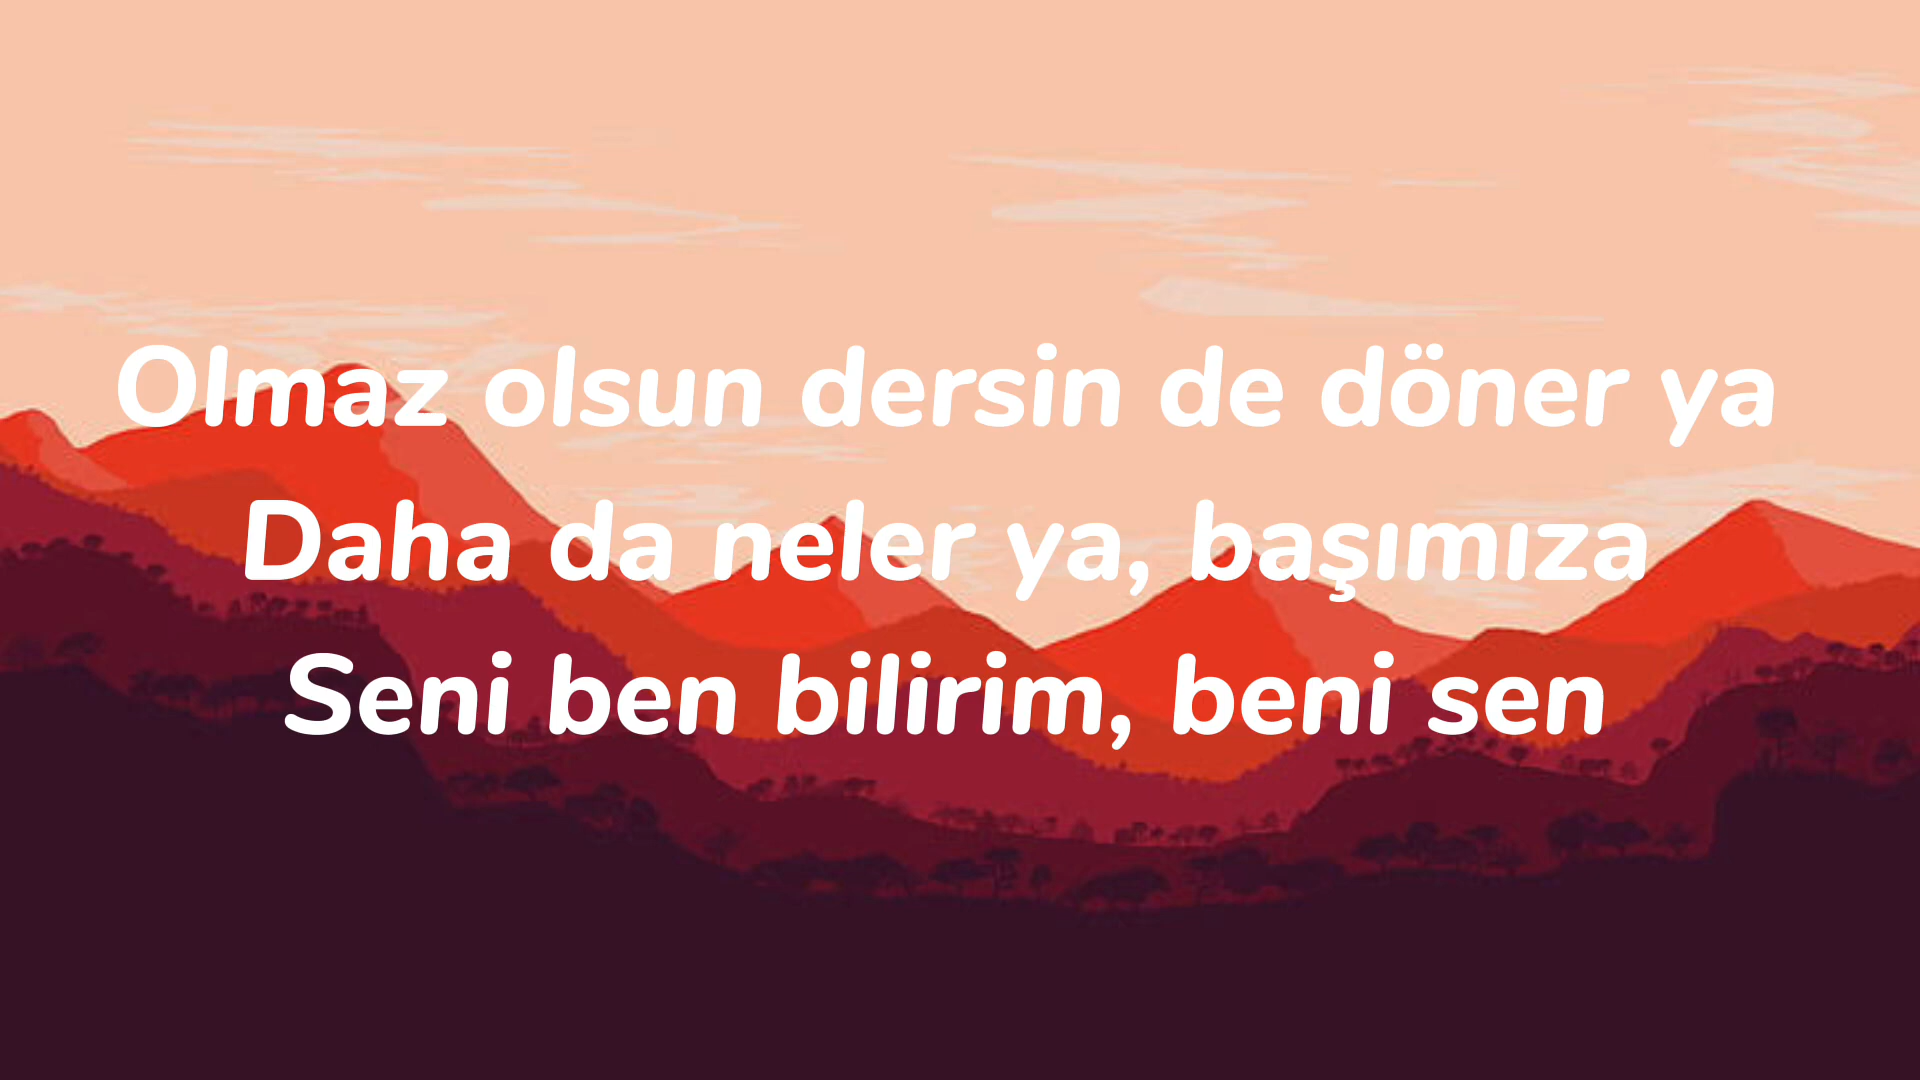 Olmaz olsun dersin de döner ya
Daha da neler ya, başımıza
Seni ben bilirim, beni sen